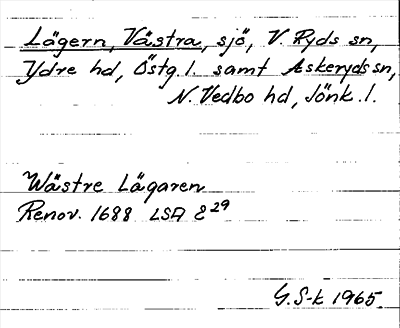 Lägern, Västra, sjö, V. Ryds sn,
Ydre hd, Östg. l. samt Askeryds sn,
N. Vedbo hd, Jönk. l.
Wästre Lägaren
Renov. 1688 LSA E29
G. S-k 1965.